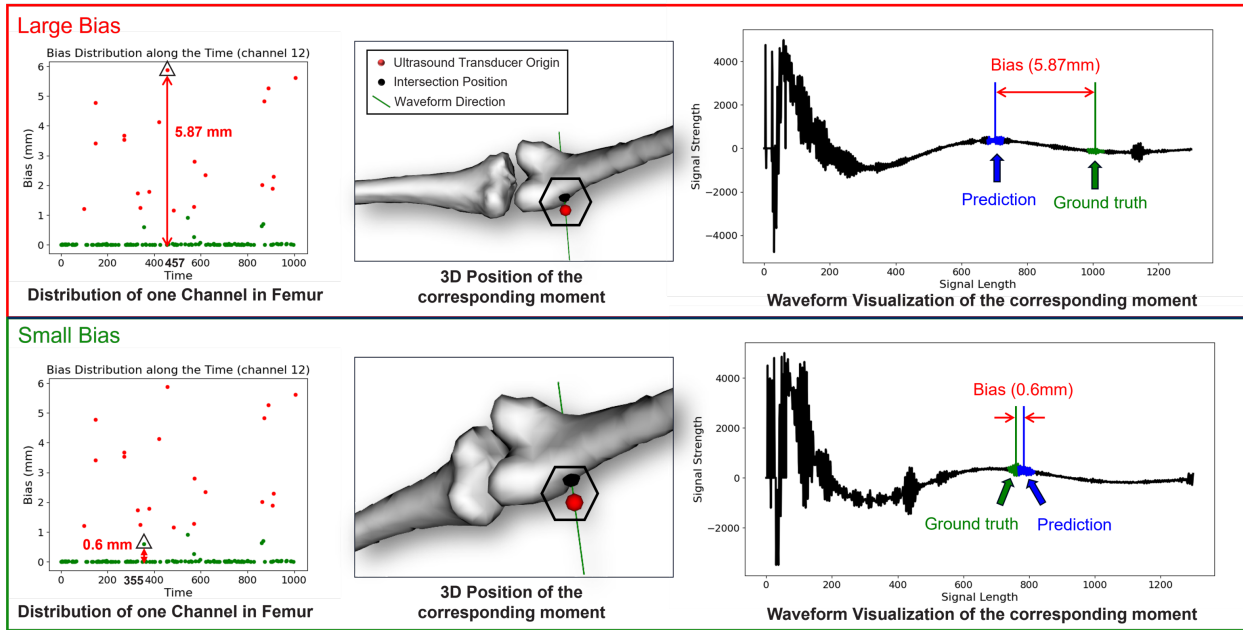 Large Bias
Bias Distribution along the Time (channel 12)
6
5
4
3
2
1
0
Bias (mm)
5.87 mm
0 200 400 457 600 800 1000
Time
Distribution of one Channel in Femur
Ultrasound Transducer Origin
Intersection Position
Waveform Direction
3D Position of the
corresponding moment
Bias (5.87mm)
4000
2000
0
−2000
−4000
Signal Strength
Prediction
Ground truth
0 200 400 600 800 1000 1200
Signal Length
Waveform Visualization of the corresponding moment
Small Bias
Bias Distribution along the Time (channel 12)
6
5
4
3
2
1
0
Bias (mm)
0.6 mm
0 200 355 400 600 800 1000
Time
Distribution of one Channel in Femur
3D Position of the
corresponding moment
Bias (0.6mm)
4000
2000
0
−2000
Signal Strength
Ground truth
Prediction
0 200 400 600 800 1000 1200
Signal Length
Waveform Visualization of the corresponding moment